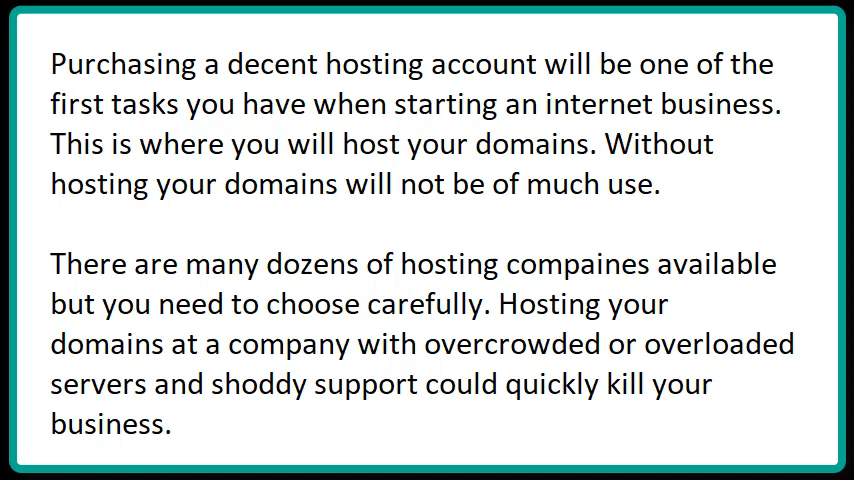 Purchasing a decent hosting account will be one of the
first tasks you have when starting an internet business.
This is where you will host your domains. Without
hosting your domains will not be of much use.
There are many dozens of hosting compaines available
but you need to choose carefully. Hosting your
domains at a company with overcrowded or overloaded
servers and shoddy support could quickly kill your
business.